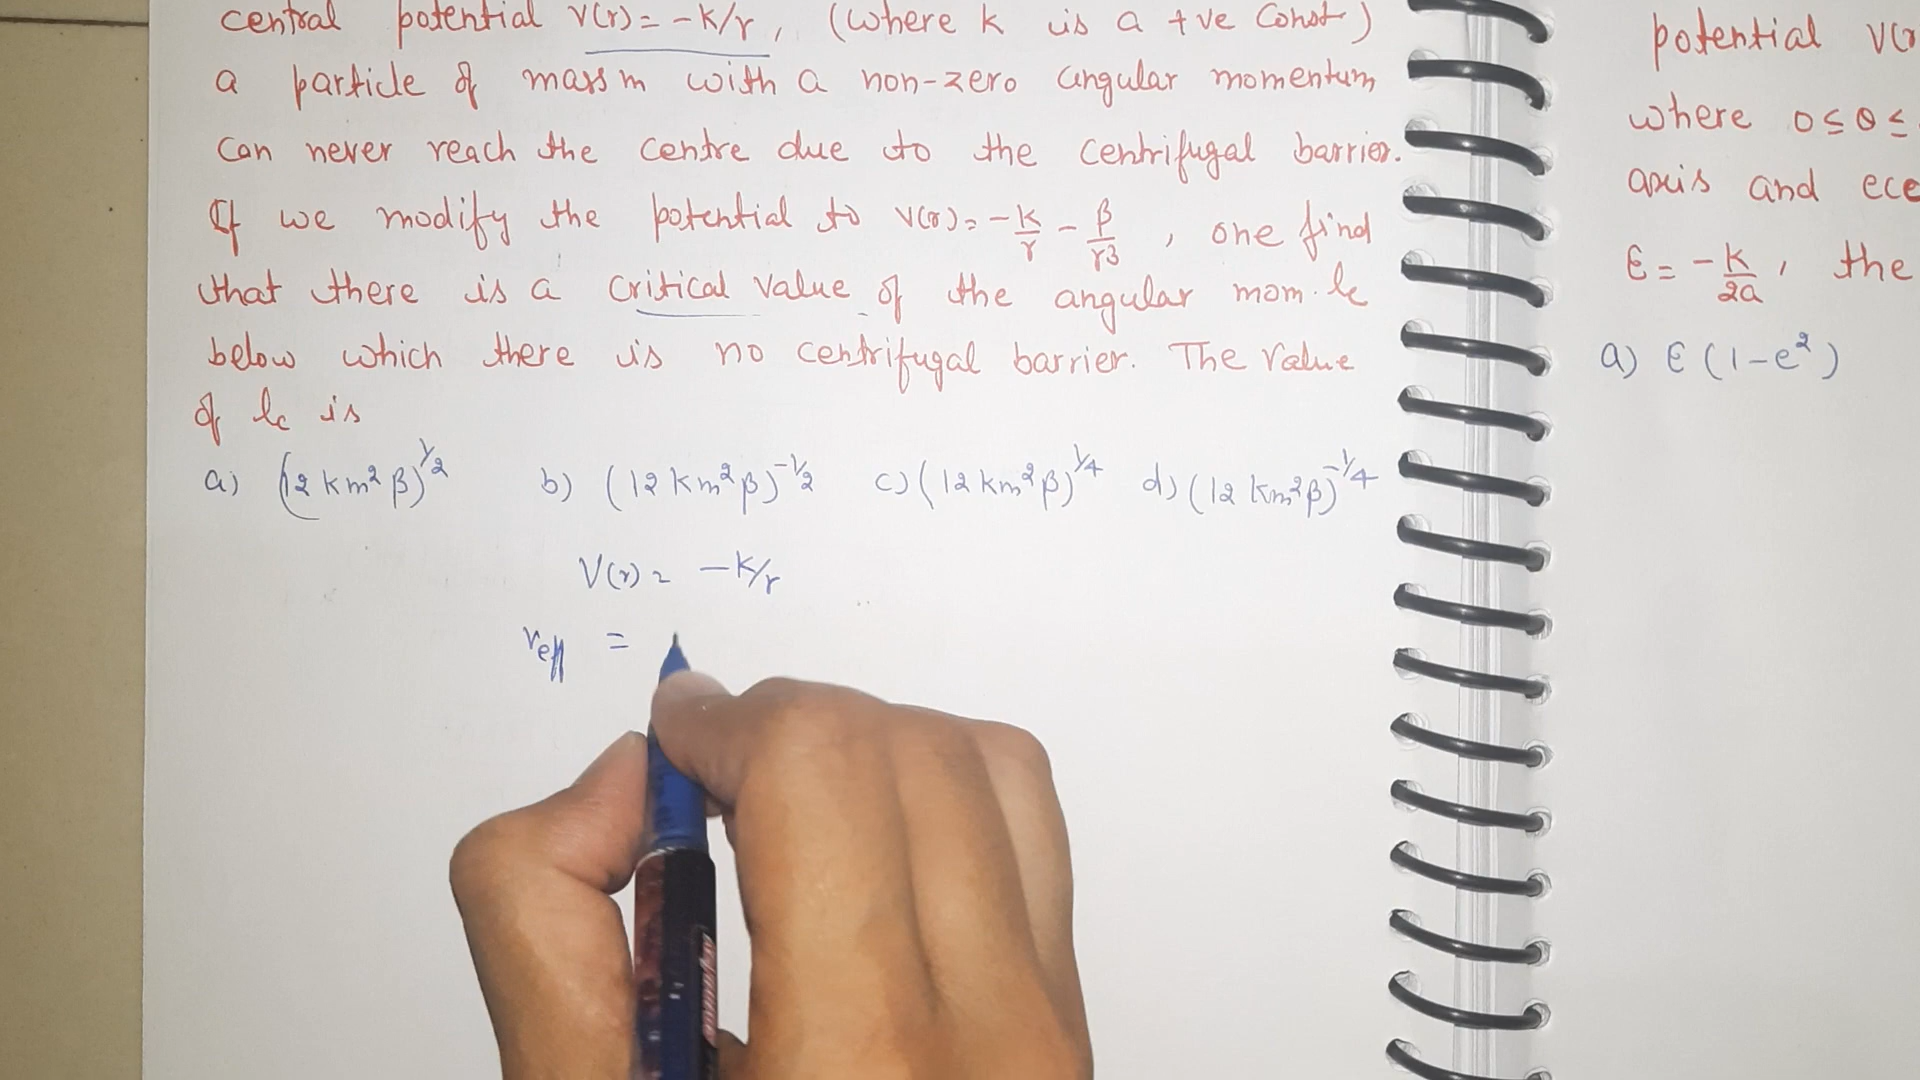 central potential V(r) = -K/r, (where k is a +ve Const)
a particle of mass m with a non-zero angular momentum
can never reach the centre due to the centrifugal barrier.
If we modify the potential to V(r) = -K/r - β/r3 , one find
that there is a critical value of the angular mom. lc
below which there is no centrifugal barrier. The value
of lc is
a) (12 Km² β)^1/2 b) (12 Km² β)^-1/2 c) (12 Km² β)^1/4 d) (12 Km² β)^-1/4
V(r) = -K/r
Veff =
potential V(r
where 0 ≤ θ ≤
axis and ece
E = -K/2a , the
a) E (1-e²)